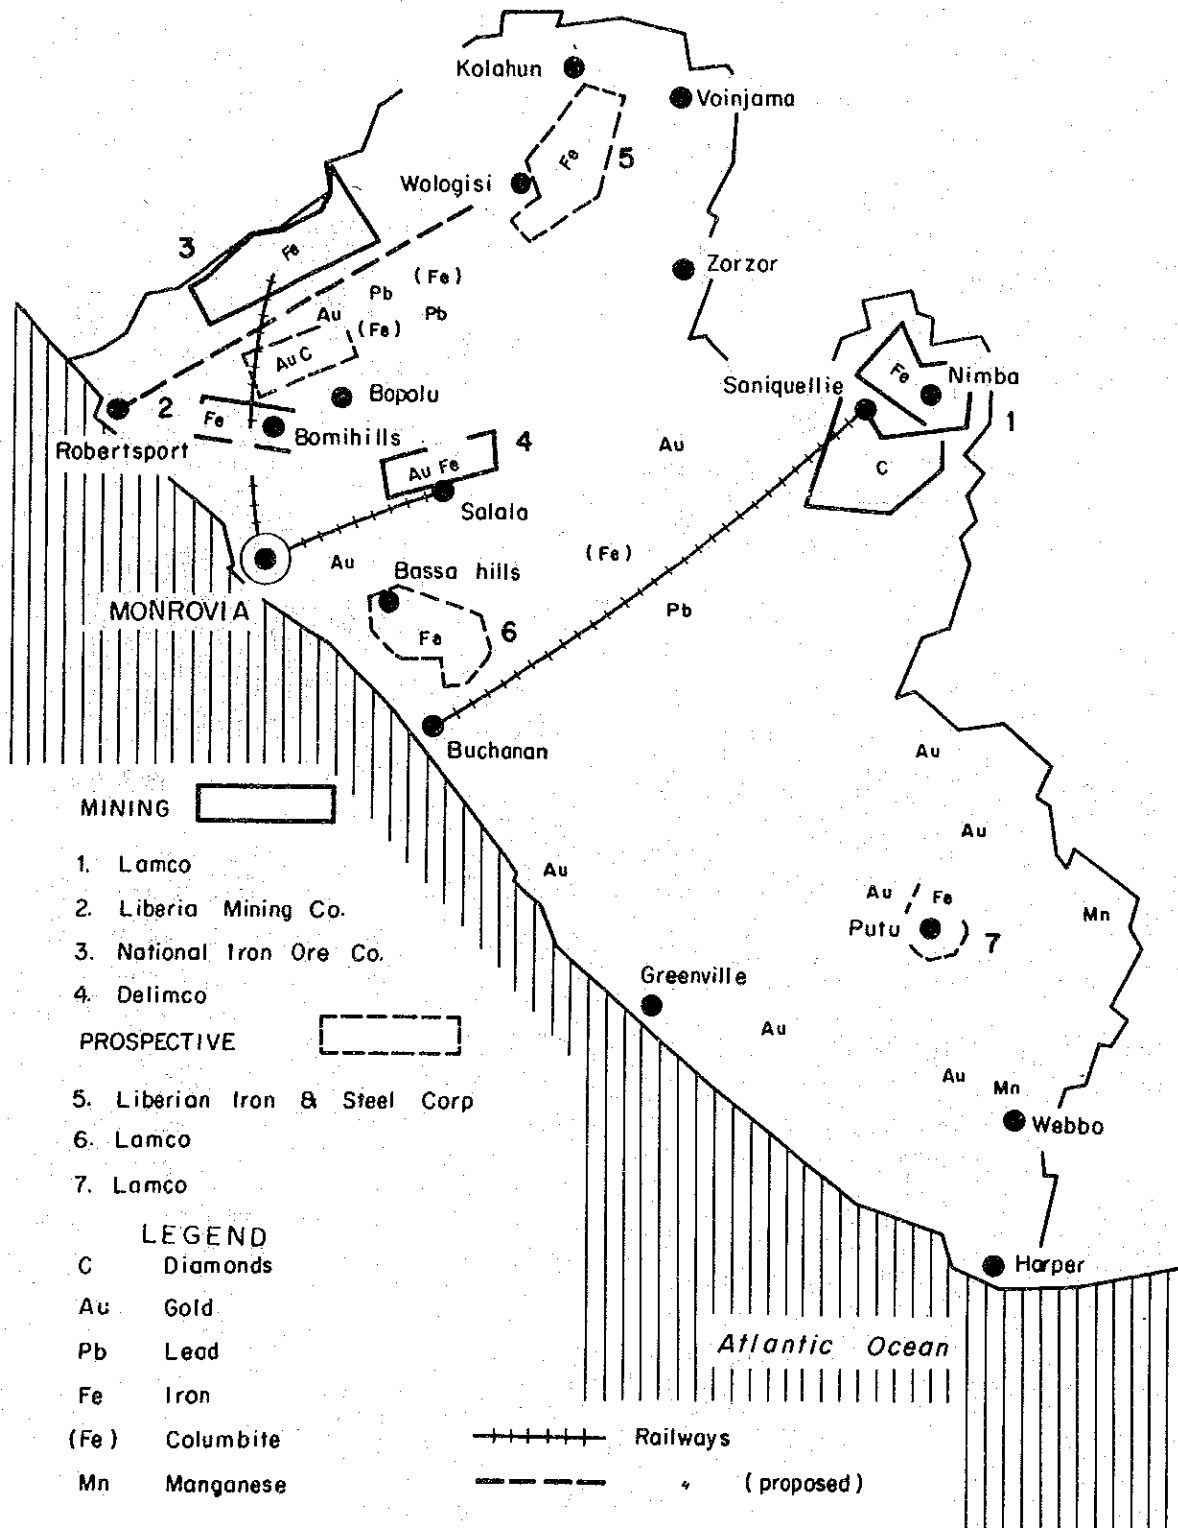 Kolahun
Voinjama
Fe
5
Wologisi
3
Fe
Zorzor
(Fe)
Pb
Au
Pb
(Fe)
Au C
Saniquellie
Fe
Nimba
1
Bopolu
2
Fe
Bomihills
Robertsport
4
Au Fe
Au
C
Salala
Au
(Fe)
Bassa hills
MONROVIA
Pb
Fe
6
Buchanan
Au
Au
Au
Au
Fe
Mn
Putu
7
Greenville
Au
Au
Mn
Webbo
Harper
Atlantic Ocean
MINING
1. Lamco
2. Liberia Mining Co.
3. National Iron Ore Co.
4. Delimco
PROSPECTIVE
5. Liberian Iron & Steel Corp
6. Lamco
7. Lamco
LEGEND
C Diamonds
Au Gold
Pb Lead
Fe Iron
(Fe) Columbite
Mn Manganese
Railways
" (proposed)